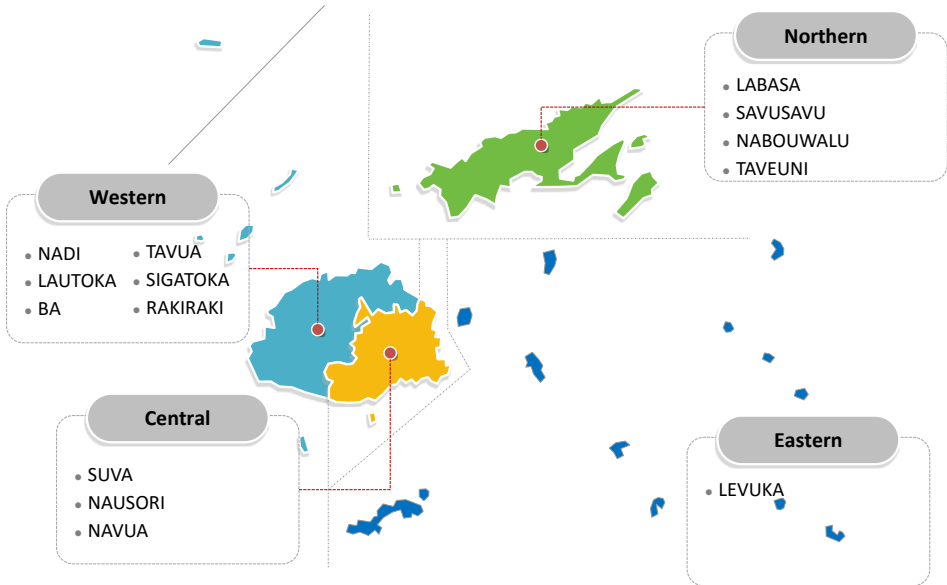 Northern
• LABASA
• SAVUSAVU
• NABOUWALU
• TAVEUNI
Western
• NADI
• LAUTOKA
• BA
• TAVUA
• SIGATOKA
• RAKIRAKI
Central
• SUVA
• NAUSORI
• NAVUA
Eastern
• LEVUKA